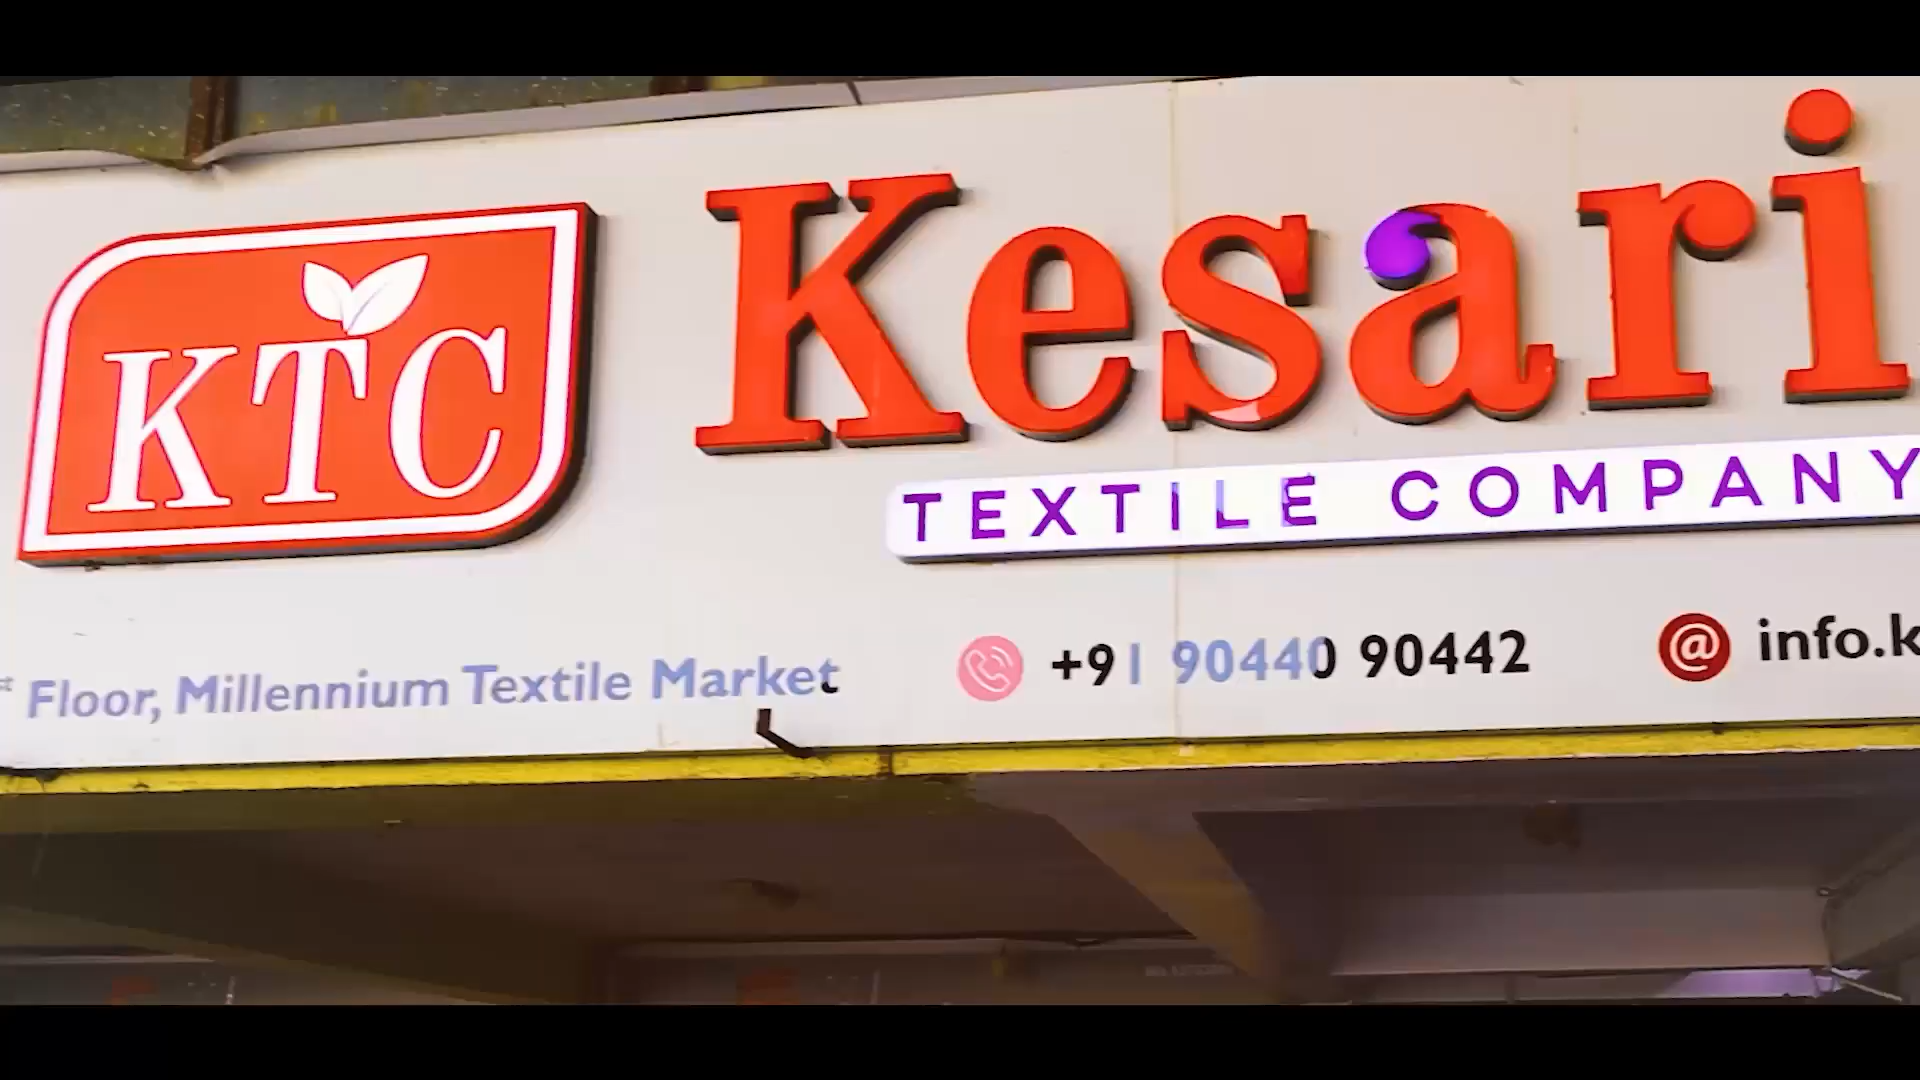 KTC
Kesari
TEXTILE COMPANY
Floor, Millennium Textile Market
+91 90440 90442
@ info.k